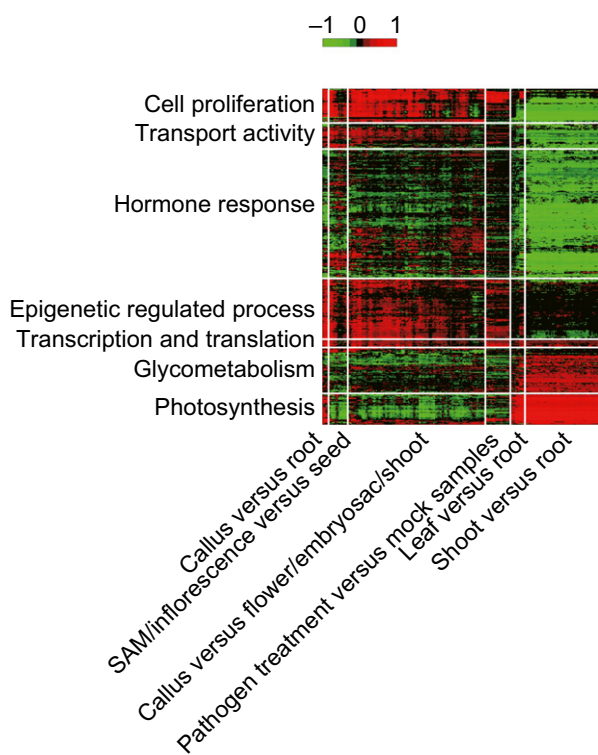 –1 0 1
Cell proliferation
Transport activity
Hormone response
Epigenetic regulated process
Transcription and translation
Glycometabolism
Photosynthesis
Callus versus root
SAM/inflorescence versus seed
Callus versus flower/embryosac/shoot
Pathogen treatment versus mock samples
Leaf versus root
Shoot versus root